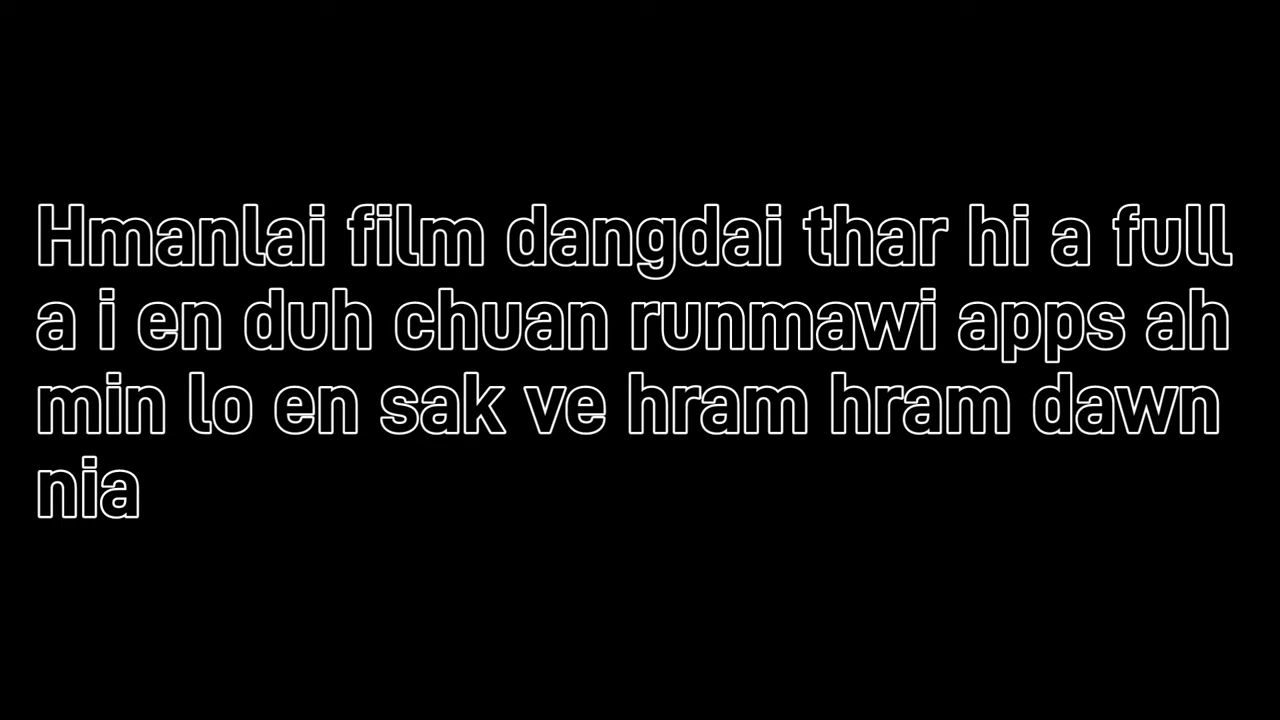 Hmanlai film dangdai thar hi a full
a i en duh chuan runmawi apps ah
min lo en sak ve hram hram dawn
nia